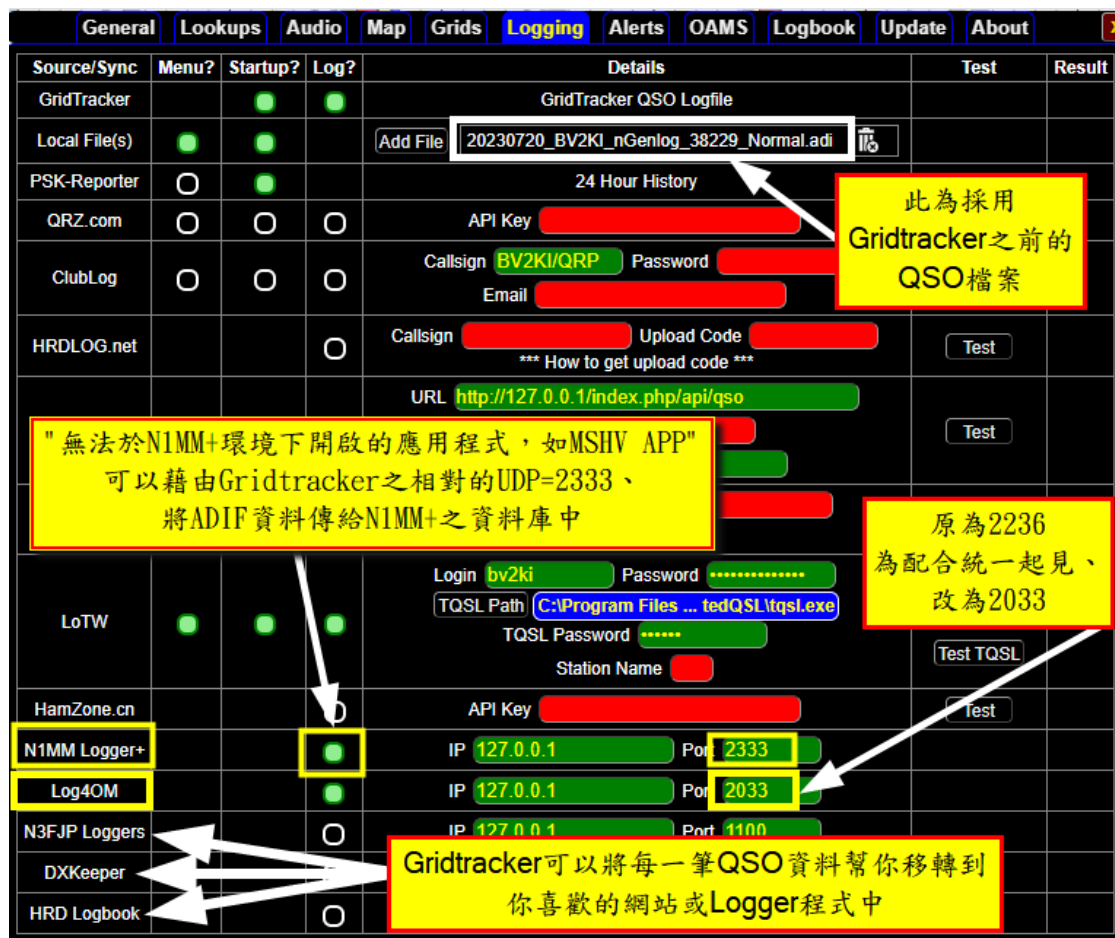 General Lookups Audio Map Grids Logging Alerts OAMS Logbook Update About
Source/Sync Menu? Startup? Log? Details Test Result
GridTracker GridTracker QSO Logfile
Local File(s) Add File 20230720_BV2KI_nGenlog_38229_Normal.adi
PSK-Reporter 24 Hour History
此為採用
Gridtracker之前的
QSO檔案
QRZ.com API Key
ClubLog Callsign BV2KI/QRP Password
Email
HRDLOG.net Callsign Upload Code Test
*** How to get upload code ***
URL http://127.0.0.1/index.php/api/qso
Test
"無法於N1MM+環境下開啟的應用程式，如MSHV APP"
可以藉由Gridtracker之相對的UDP=2333、
將ADIF資料傳給N1MM+之資料庫中
原為2236
為配合統一起見、
改為2033
LoTW Login bv2ki Password ••••••••••••••
TQSL Path C:\Program Files ... tedQSL\tqsl.exe
TQSL Password ••••••
Station Name Test TQSL
HamZone.cn API Key Test
N1MM Logger+ IP 127.0.0.1 Port 2333
Log4OM IP 127.0.0.1 Port 2033
N3FJP Loggers IP 127.0.0.1 Port 1100
DXKeeper
HRD Logbook
Gridtracker可以將每一筆QSO資料幫你移轉到
你喜歡的網站或Logger程式中